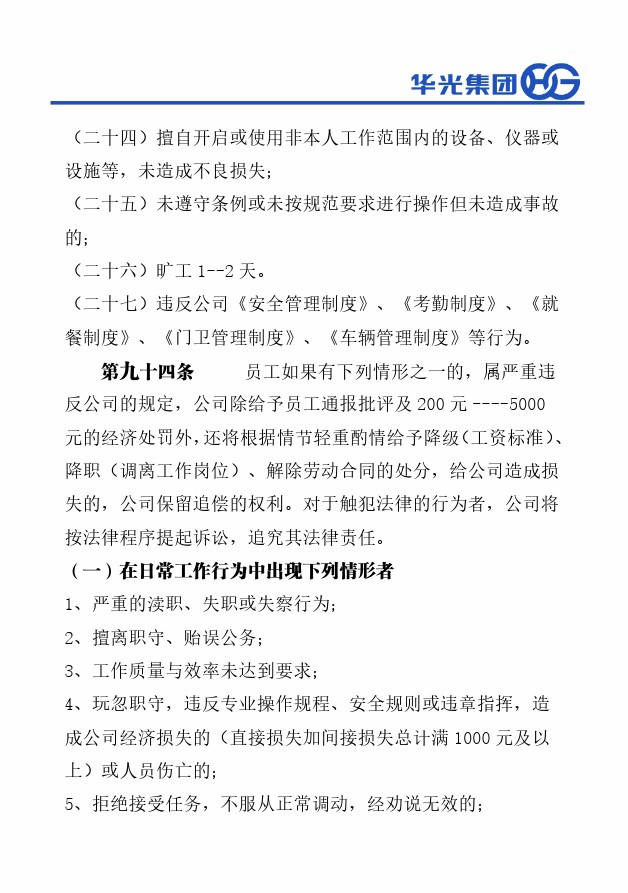 华光集团
（二十四）擅自开启或使用非本人工作范围内的设备、仪器或
设施等，未造成不良损失;
（二十五）未遵守条例或未按规范要求进行操作但未造成事故
的;
（二十六）旷工 1--2 天。
（二十七）违反公司《安全管理制度》、《考勤制度》、《就
餐制度》、《门卫管理制度》、《车辆管理制度》等行为。
第九十四条 员工如果有下列情形之一的，属严重违
反公司的规定，公司除给予员工通报批评及 200 元 ----5000
元的经济处罚外,还将根据情节轻重酌情给予降级(工资标准)、
降职（调离工作岗位）、解除劳动合同的处分，给公司造成损
失的，公司保留追偿的权利。对于触犯法律的行为者，公司将
按法律程序提起诉讼，追究其法律责任。
（一）在日常工作行为中出现下列情形者
1、严重的渎职、失职或失察行为;
2、擅离职守、贻误公务;
3、工作质量与效率未达到要求;
4、玩忽职守，违反专业操作规程、安全规则或违章指挥，造
成公司经济损失的（直接损失加间接损失总计满 1000 元及以
上）或人员伤亡的;
5、拒绝接受任务，不服从正常调动，经劝说无效的;